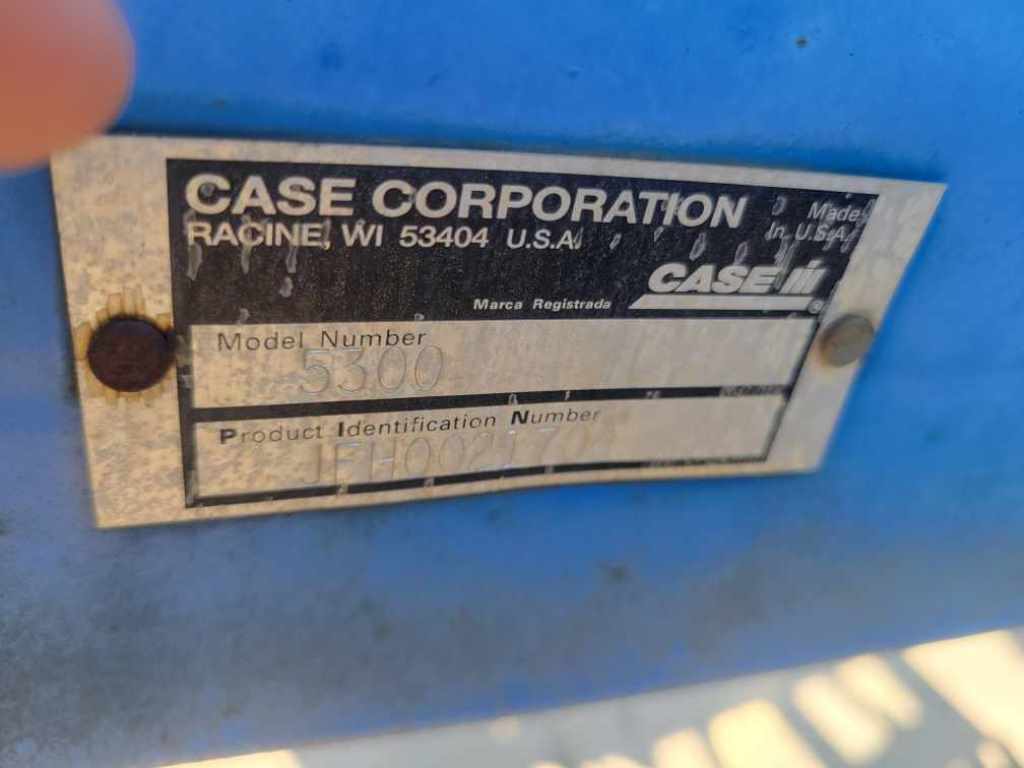 CASE CORPORATION
Made
In U.S.A.
RACINE, WI 53404 U.S.A.
CASE IH
®
Marca Registrada
Model Number
5300
Product Identification Number